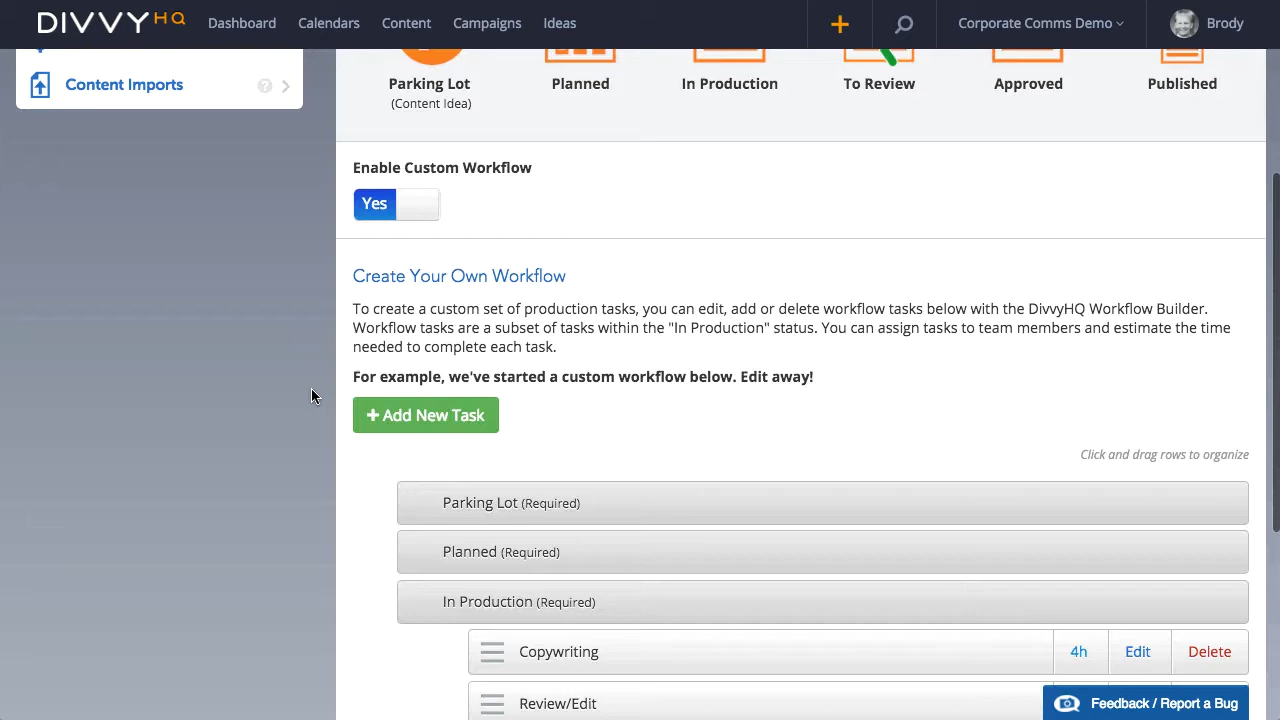 DIVVYHQ Dashboard Calendars Content Campaigns Ideas + Corporate Comms Demo Brody
Content Imports ?
Parking Lot Planned In Production To Review Approved Published
(Content Idea)
Enable Custom Workflow
Yes
Create Your Own Workflow
To create a custom set of production tasks, you can edit, add or delete workflow tasks below with the DivvyHQ Workflow Builder.
Workflow tasks are a subset of tasks within the "In Production" status. You can assign tasks to team members and estimate the time
needed to complete each task.
For example, we've started a custom workflow below. Edit away!
+ Add New Task
Click and drag rows to organize
Parking Lot (Required)
Planned (Required)
In Production (Required)
Copywriting 4h Edit Delete
Review/Edit
Feedback / Report a Bug